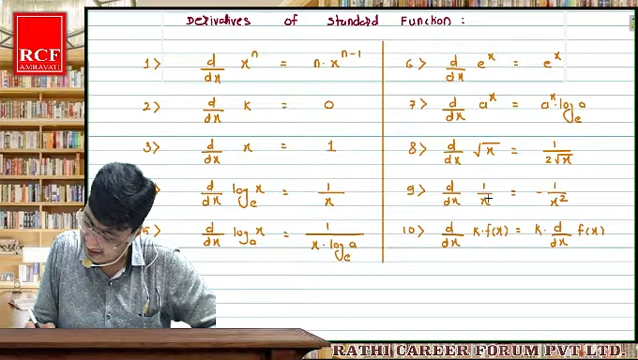 RCF
AMRAVATI
Derivatives of standard Function :
1> d/dx x^n = n·x^(n-1)
2> d/dx k = 0
3> d/dx x = 1
d/dx log_e x = 1/x
5> d/dx log_a x = 1/(x·log_e a)
6> d/dx e^x = e^x
7> d/dx a^x = a^x·log_e a
8> d/dx √x = 1/(2√x)
9> d/dx 1/x = -1/x^2
10> d/dx k·f(x) = k·d/dx f(x)
RATHI CAREER FORUM PVT LTD.